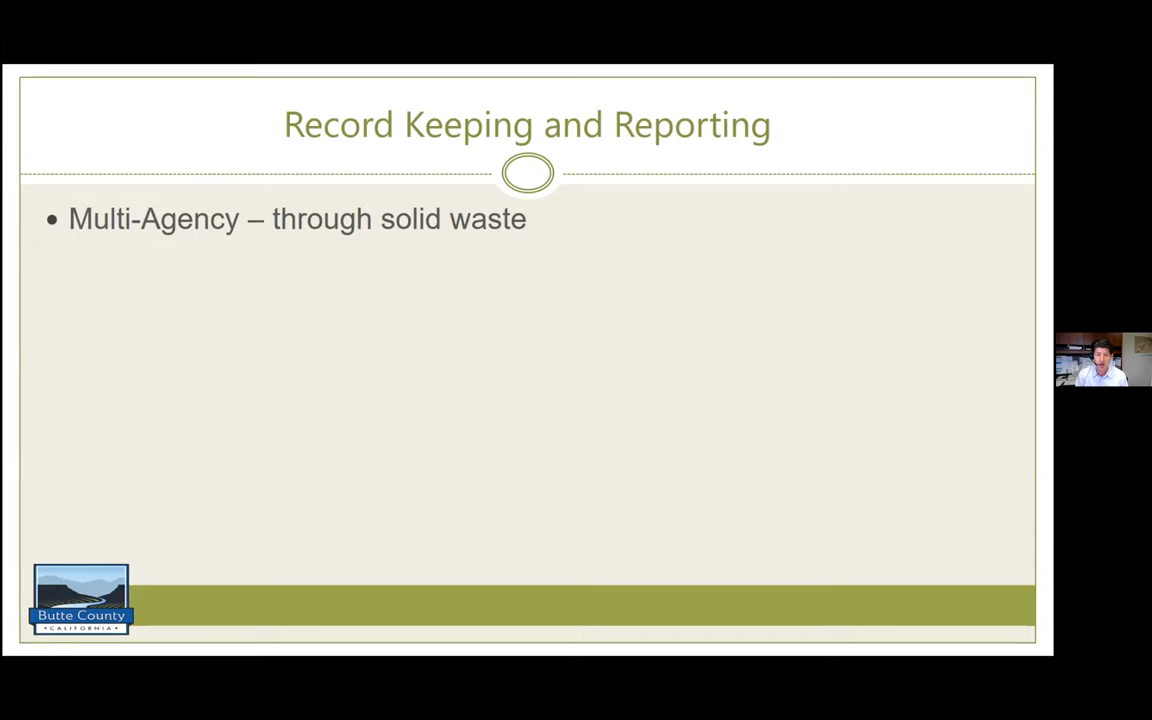 Record Keeping and Reporting
• Multi-Agency – through solid waste
Butte County
•CALIFORNIA•